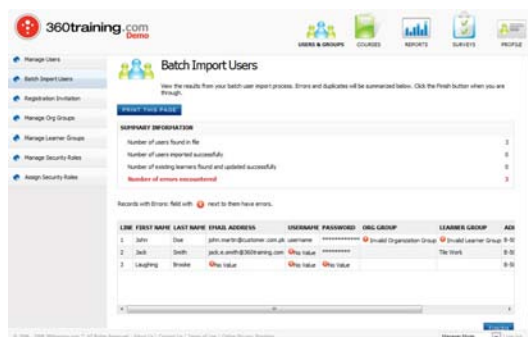 360training.com
Demo
USERS & GROUPS
COURSES
REPORTS
SURVEYS
PROFILE
Manage Users
Batch Import Users
Registration Invitation
Manage Org Groups
Manage Learner Groups
Manage Security Roles
Assign Security Roles
Batch Import Users
View the results from your batch user import process. Errors and duplicates will be summarized below. Click the Finish button when you are through.
PRINT THIS PAGE
SUMMARY INFORMATION
Number of users found in file 3
Number of users imported successfully 0
Number of existing learners found and updated successfully 0
Number of errors encountered 3
Records with Errors: field with next to them have errors.
LINE FIRST NAME LAST NAME EMAIL ADDRESS USERNAME PASSWORD ORG GROUP LEARNER GROUP
1 John Doe john.martin@customer.com.pk username ************ Invalid Organization Group Invalid Learner Group
2 Jack Smith jack.e.smith@360training.com No Value ********* Tile Work
3 Laughing Brooke No Value No Value No Value
Manager Mode